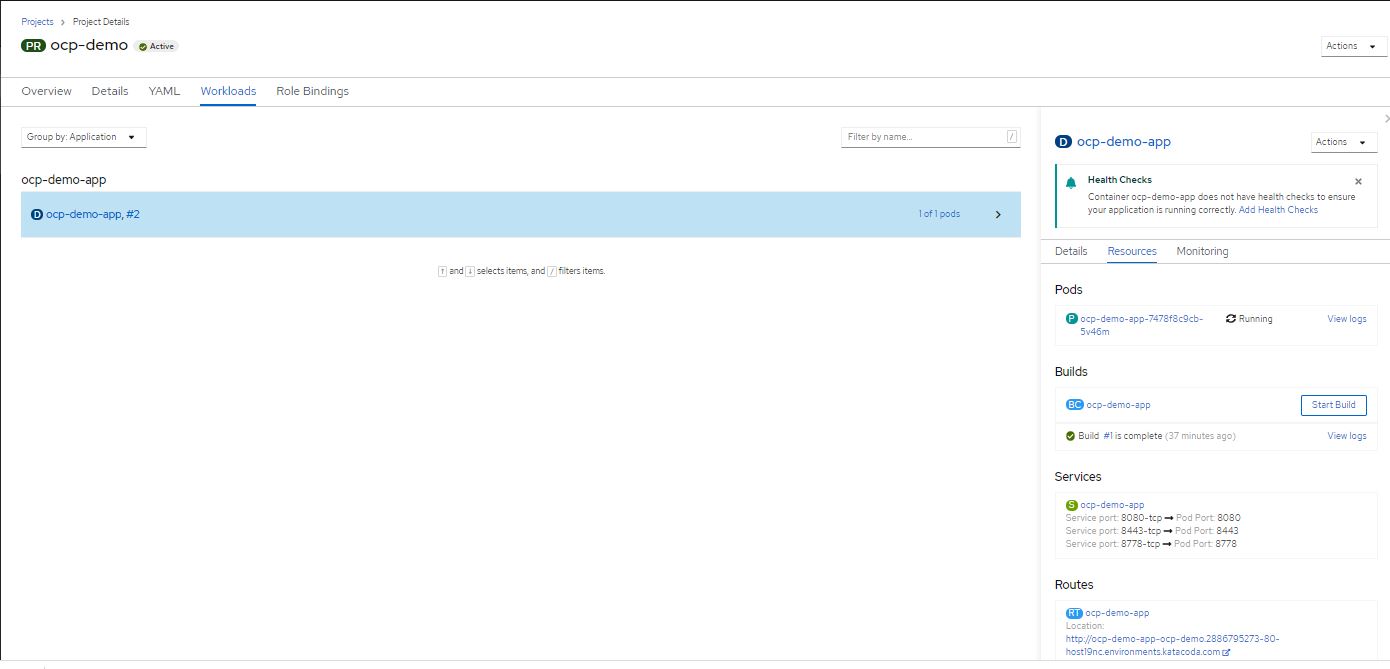 Projects > Project Details
PR ocp-demo Active
Actions
Overview Details YAML Workloads Role Bindings
Group by: Application
Filter by name... /
ocp-demo-app
D ocp-demo-app, #2 1 of 1 pods
↑ and ↓ selects items, and / filters items.
D ocp-demo-app
Actions
Health Checks
Container ocp-demo-app does not have health checks to ensure
your application is running correctly. Add Health Checks
Details Resources Monitoring
Pods
P ocp-demo-app-7478f8c9cb- Running View logs
5v46m
Builds
BC ocp-demo-app Start Build
Build #1 is complete (37 minutes ago) View logs
Services
S ocp-demo-app
Service port: 8080-tcp → Pod Port: 8080
Service port: 8443-tcp → Pod Port: 8443
Service port: 8778-tcp → Pod Port: 8778
Routes
RT ocp-demo-app
Location:
http://ocp-demo-app-ocp-demo.2886795273-80-
host19nc.environments.katacoda.com